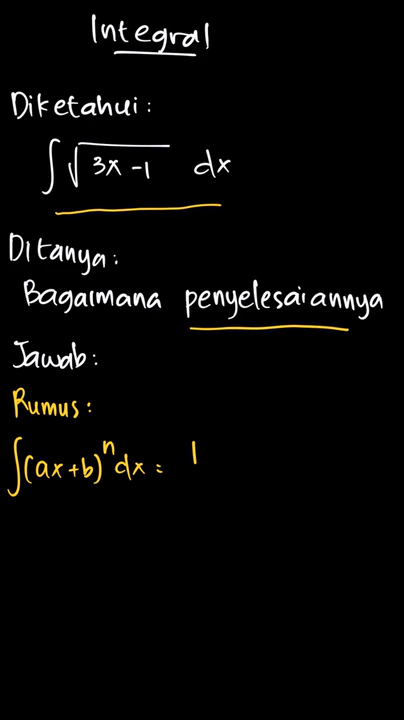 Integral
Diketahui:
∫√3x-1 dx
Ditanya:
Bagaimana penyelesaiannya
Jawab:
Rumus:
∫(ax+b)ⁿdx = 1